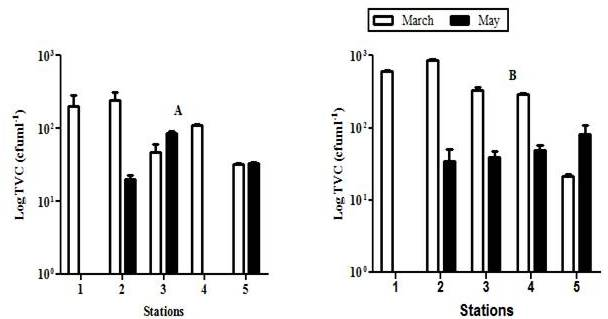 March May
10³
10²
10¹
10⁰
Log TVC (cfuml⁻¹)
A
1 2 3 4 5
Stations
10³
10²
10¹
10⁰
Log TVC (cfuml⁻¹)
B
1 2 3 4 5
Stations